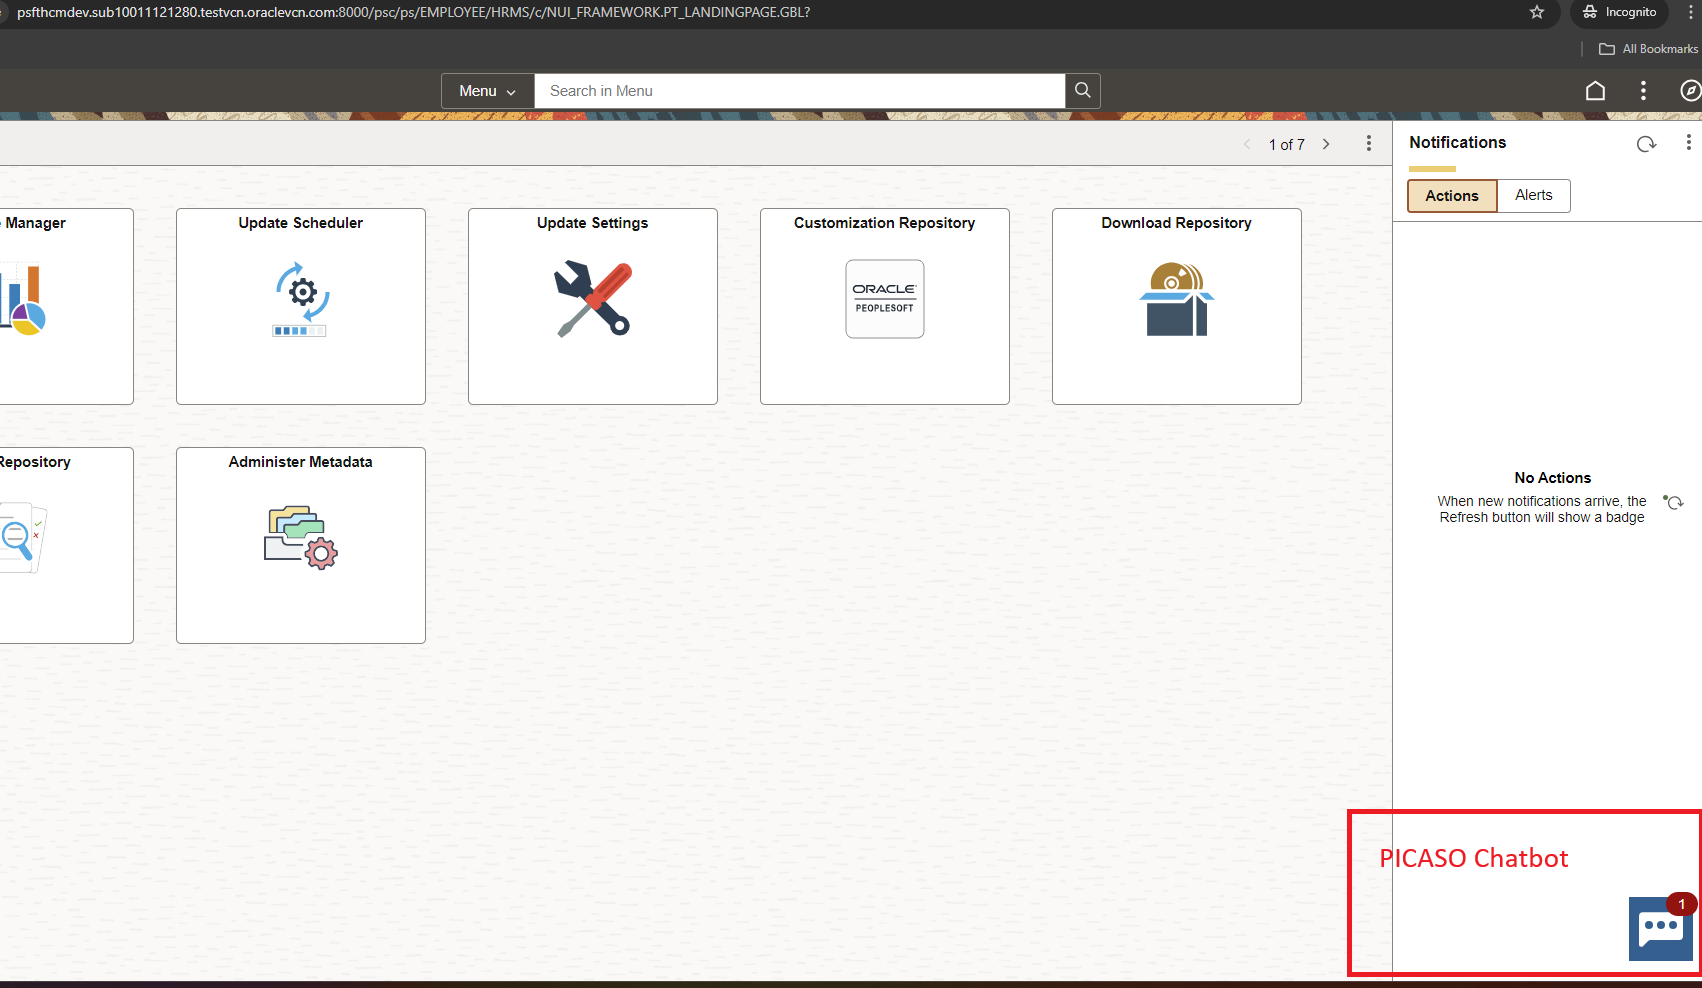 psfthcmdev.sub10011121280.testvcn.oraclevcn.com:8000/psc/ps/EMPLOYEE/HRMS/c/NUI_FRAMEWORK.PT_LANDINGPAGE.GBL?
Incognito
All Bookmarks
Menu
Search in Menu
1 of 7
Notifications
Actions
Alerts
Manager
Update Scheduler
Update Settings
Customization Repository
Download Repository
ORACLE
PEOPLESOFT
Repository
Administer Metadata
No Actions
When new notifications arrive, the
Refresh button will show a badge
PICASO Chatbot
1